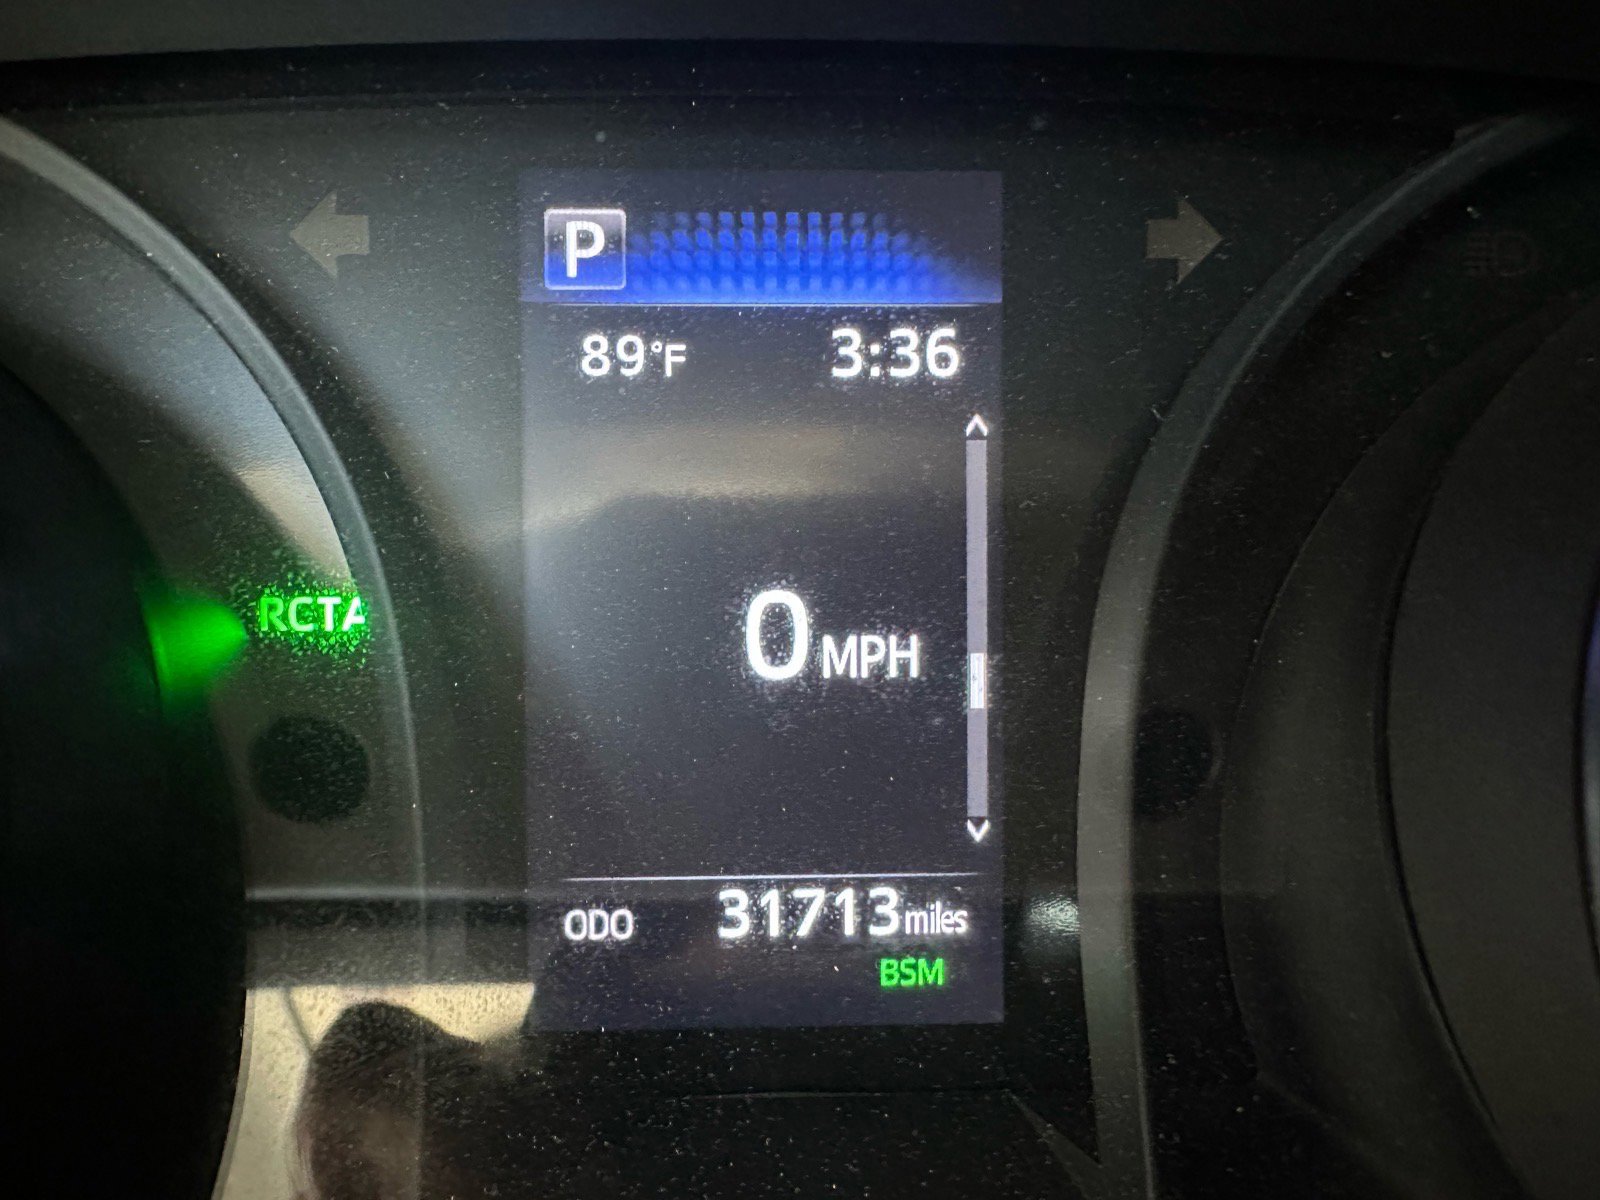 P
89°F 3:36
RCTA
0 MPH
ODO 31713 miles
BSM